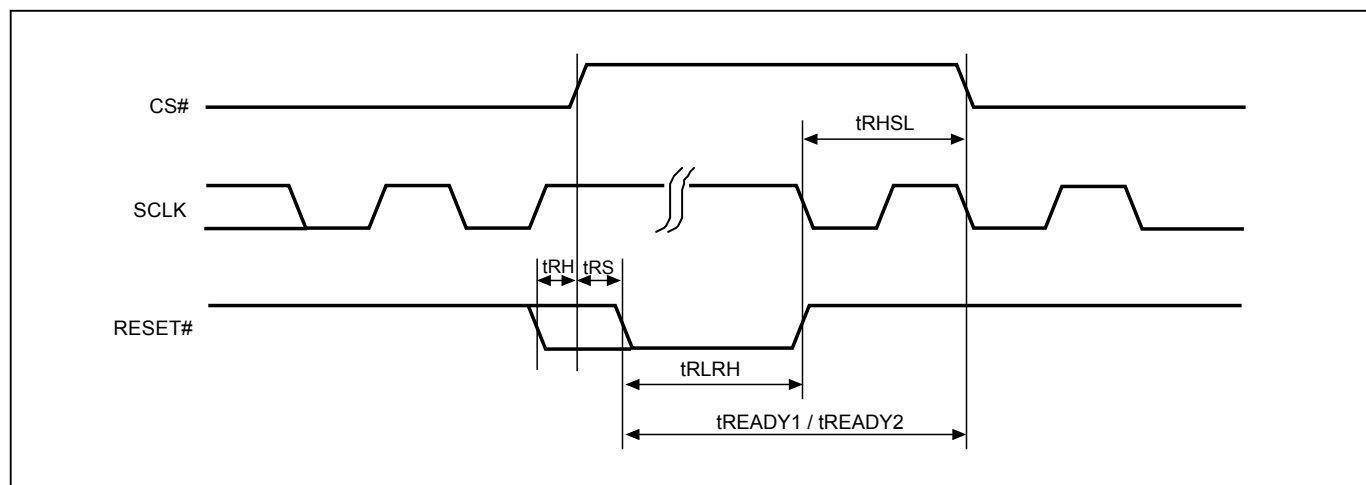 CS#
tRHSL
SCLK
tRH tRS
RESET#
tRLRH
tREADY1 / tREADY2